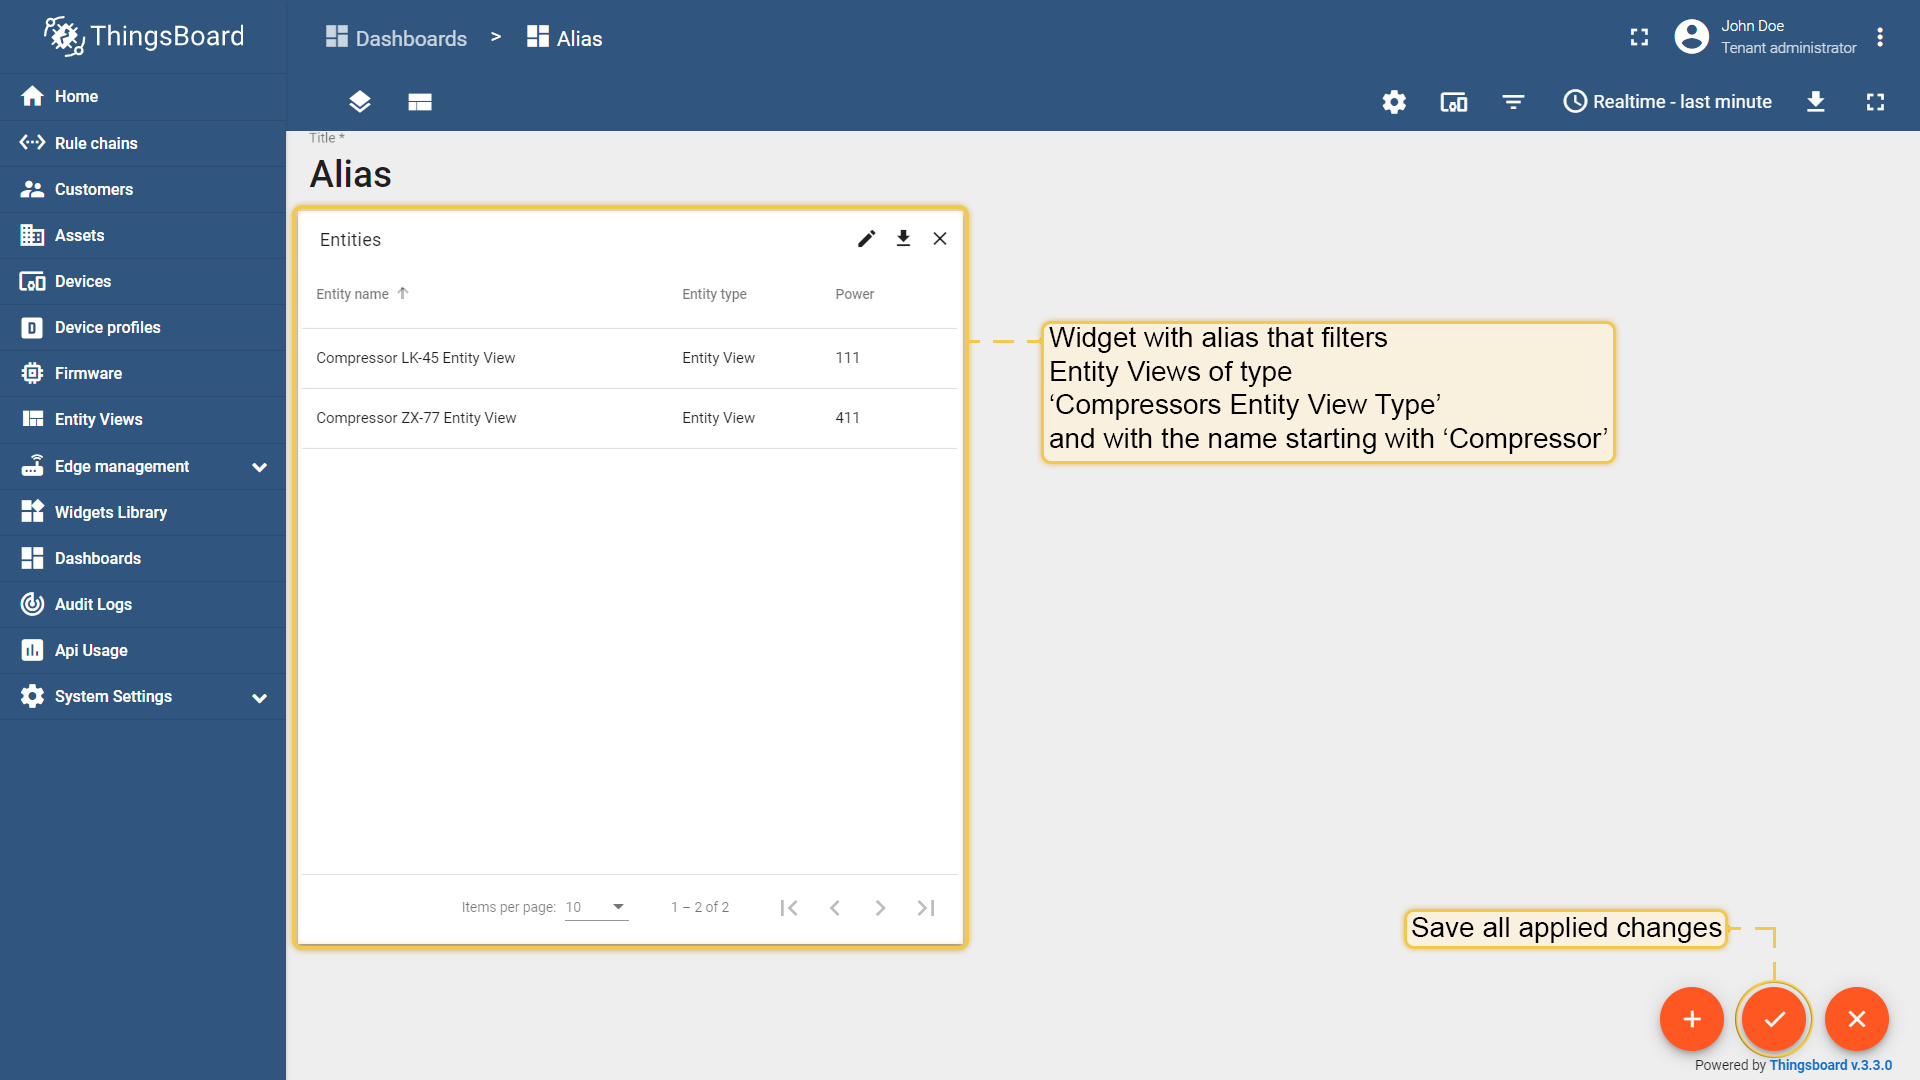 ThingsBoard
Dashboards > Alias
John Doe
Tenant administrator
Home
Rule chains
Customers
Assets
Devices
Device profiles
Firmware
Entity Views
Edge management
Widgets Library
Dashboards
Audit Logs
Api Usage
System Settings
Realtime - last minute
Title *
Alias
Entities
Entity name Entity type Power
Compressor LK-45 Entity View Entity View 111
Compressor ZX-77 Entity View Entity View 411
Items per page: 10 1 – 2 of 2
Widget with alias that filters
Entity Views of type
‘Compressors Entity View Type’
and with the name starting with ‘Compressor’
Save all applied changes
Powered by Thingsboard v.3.3.0